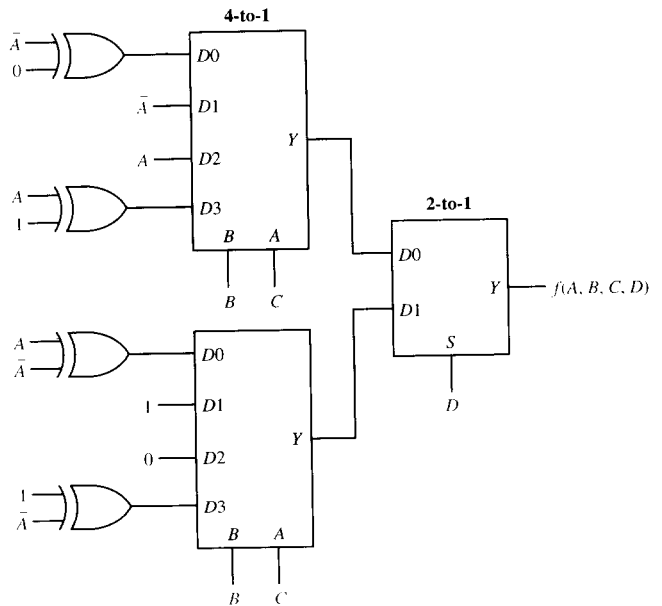 4-to-1
Ā
0
D0
Ā
D1
A
D2
Y
A
1
D3
B A
B C
2-to-1
D0
D1
Y
f(A, B, C, D)
S
D
A
Ā
D0
1
D1
0
D2
Y
1
Ā
D3
B A
B C